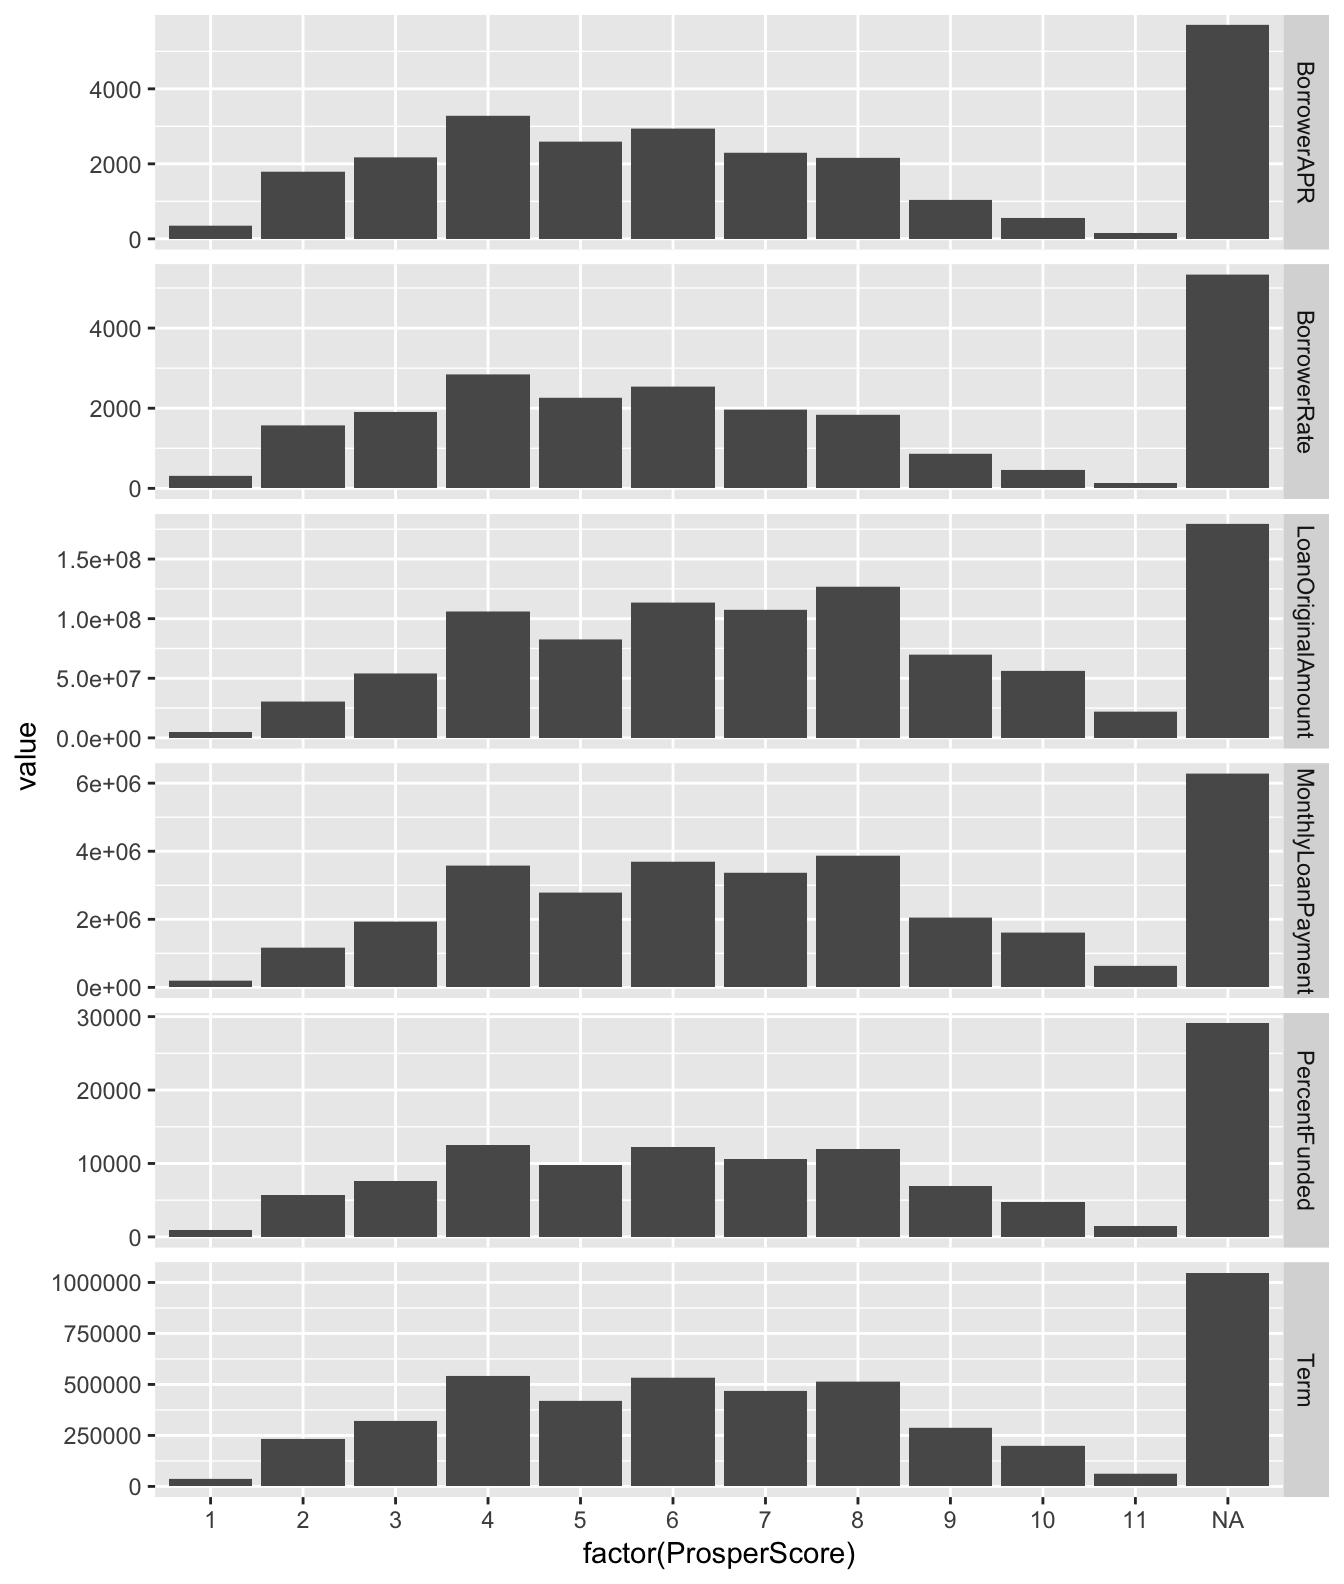 4000
2000
0
BorrowerAPR
4000
2000
0
BorrowerRate
1.5e+08
1.0e+08
5.0e+07
0.0e+00
LoanOriginalAmount
value
6e+06
4e+06
2e+06
0e+00
MonthlyLoanPayment
30000
20000
10000
0
PercentFunded
1000000
750000
500000
250000
0
Term
1 2 3 4 5 6 7 8 9 10 11 NA
factor(ProsperScore)